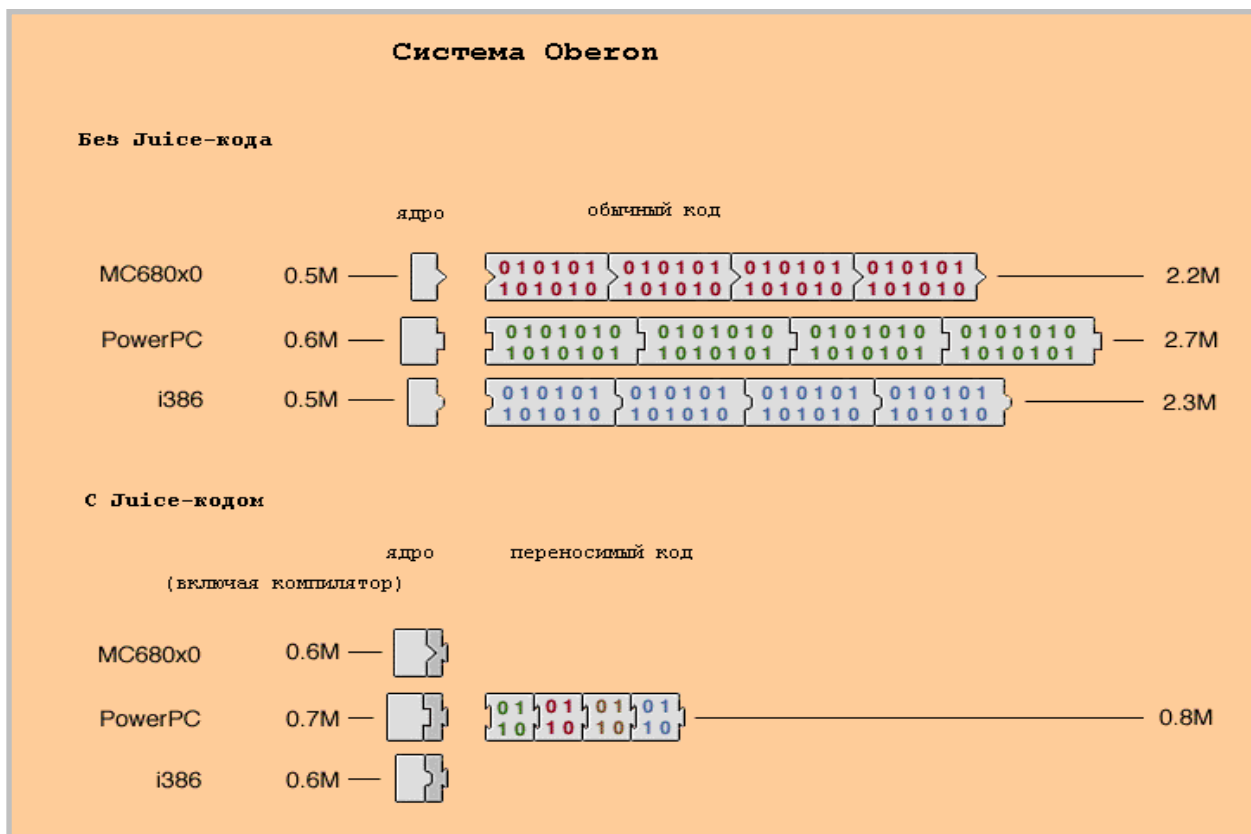 Система Oberon
Без Juice-кода
ядро обычный код
MC680x0 0.5M 010101 010101 010101 010101 2.2M
101010 101010 101010 101010
PowerPC 0.6M 0101010 0101010 0101010 0101010 2.7M
1010101 1010101 1010101 1010101
i386 0.5M 010101 010101 010101 010101 2.3M
101010 101010 101010 101010
С Juice-кодом
ядро переносимый код
(включая компилятор)
MC680x0 0.6M
PowerPC 0.7M 01 01 01 01 0.8M
10 10 10 10
i386 0.6M